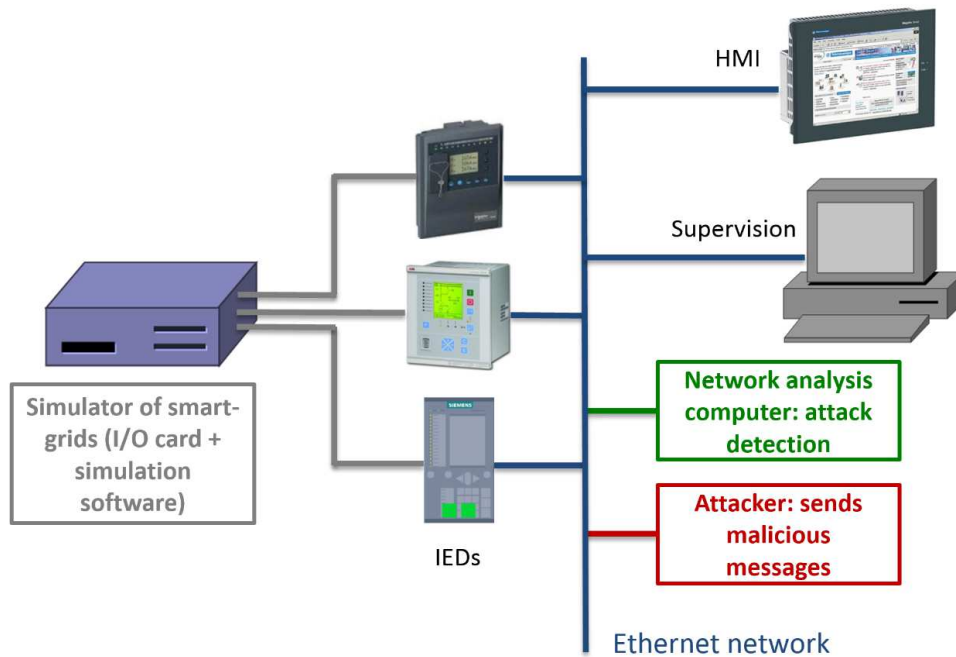 HMI
Supervision
Simulator of smart-
grids (I/O card +
simulation
software)
SIEMENS
IEDs
Network analysis
computer: attack
detection
Attacker: sends
malicious
messages
Ethernet network